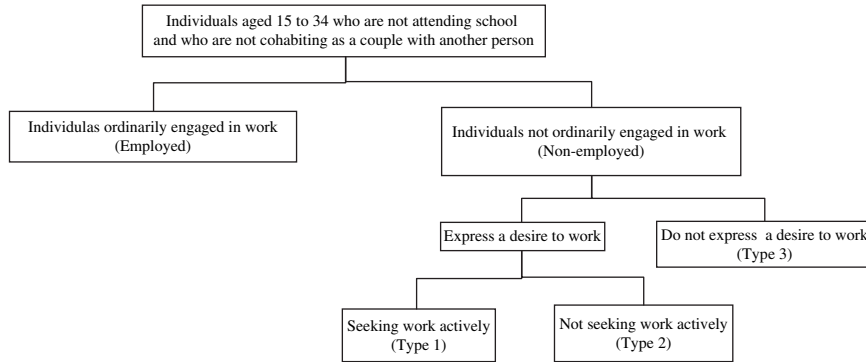 Individuals aged 15 to 34 who are not attending school
and who are not cohabiting as a couple with another person
Individulas ordinarily engaged in work
(Employed)
Individuals not ordinarily engaged in work
(Non-employed)
Express a desire to work
Do not express a desire to work
(Type 3)
Seeking work actively
(Type 1)
Not seeking work actively
(Type 2)